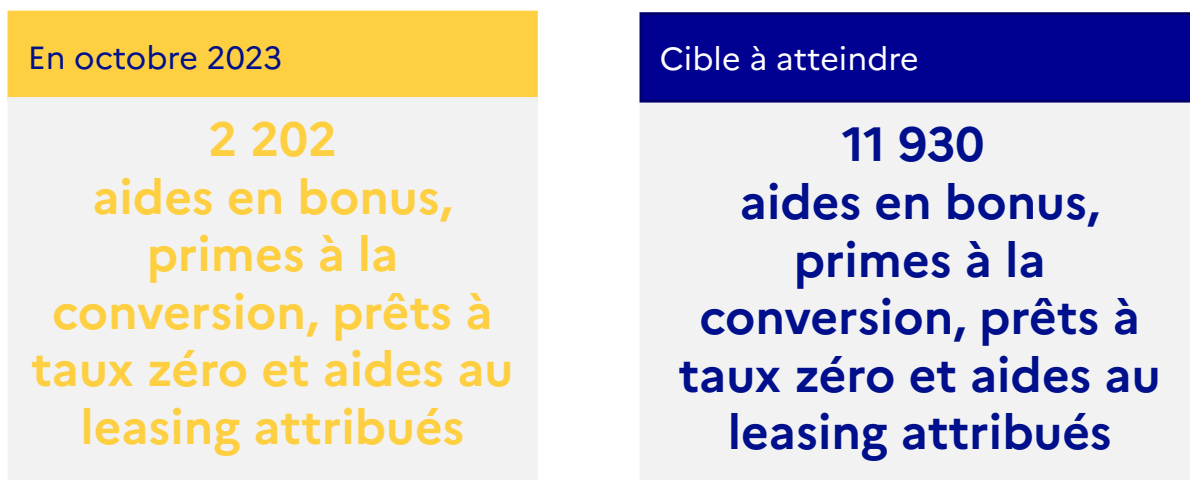 En octobre 2023
2 202
aides en bonus,
primes à la
conversion, prêts à
taux zéro et aides au
leasing attribués
Cible à atteindre
11 930
aides en bonus,
primes à la
conversion, prêts à
taux zéro et aides au
leasing attribués